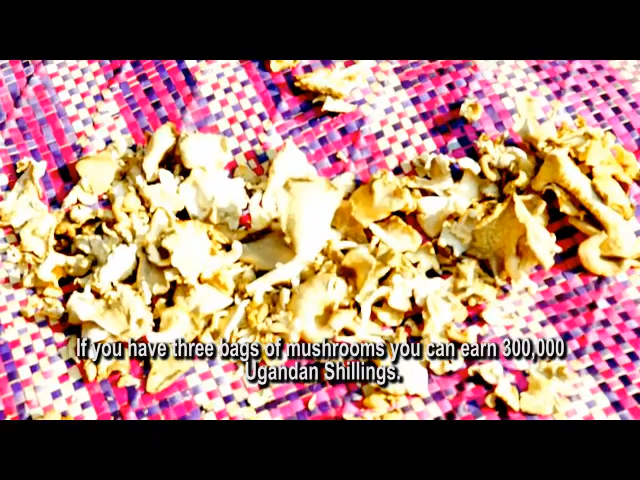 If you have three bags of mushrooms you can earn 300,000
Ugandan Shillings.